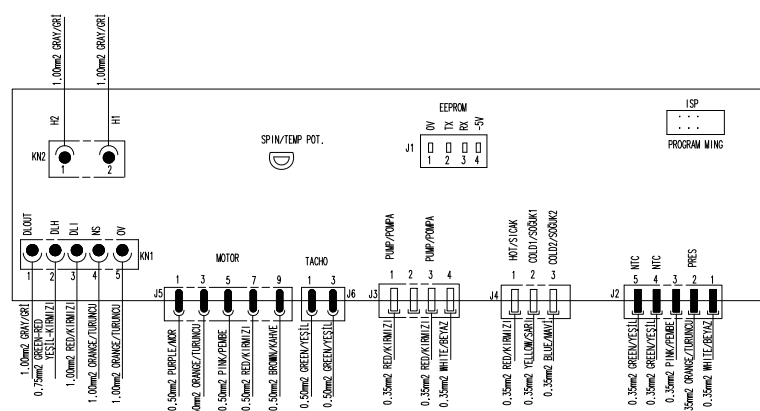 1.00mm2 GRAY/GRİ
1.00mm2 GRAY/GRİ
H2
H1
KN2
1
2
SPIN/TEMP POT.
EEPROM
0V
TX
RX
-5V
J1
1
2
3
4
ISP
PROGRAM MING
DLOUT
DLH
DLI
NS
OV
KN1
1
2
3
4
5
MOTOR
1
3
5
7
9
J5
TACHO
1
3
J6
PUMP/POMPA
PUMP/POMPA
1
2
3
4
J3
HOT/SICAK
COLD1/SOĞUK1
COLD2/SOĞUK2
1
2
3
J4
NTC
NTC
PRES
5
4
3
2
1
J2
1.00mm2 GRAY/GRİ
0.75mm2 GREEN-RED
YEŞİL-KIRMIZI
1.00mm2 RED/KIRMIZI
1.00mm2 ORANGE/TURUNCU
1.00mm2 ORANGE/TURUNCU
0.50mm2 PURPLE/MOR
0mm2 ORANGE/TURUNCU
0.50mm2 PINK/PEMBE
0.50mm2 RED/KIRMIZI
0.50mm2 BROWN/KAHVE
0.50mm2 GREEN/YEŞİL
0.50mm2 GREEN/YEŞİL
0.35mm2 RED/KIRMIZI
0.35mm2 RED/KIRMIZI
0.35mm2 WHITE/BEYAZ
0.35mm2 RED/KIRMIZI
0.35mm2 YELLOW/SARI
0.35mm2 BLUE/MAVİ
0.35mm2 GREEN/YEŞİL
0.35mm2 GREEN/YEŞİL
0.35mm2 PINK/PEMBE
35mm2 ORANGE/TURUNCU
0.35mm2 WHITE/BEYAZ